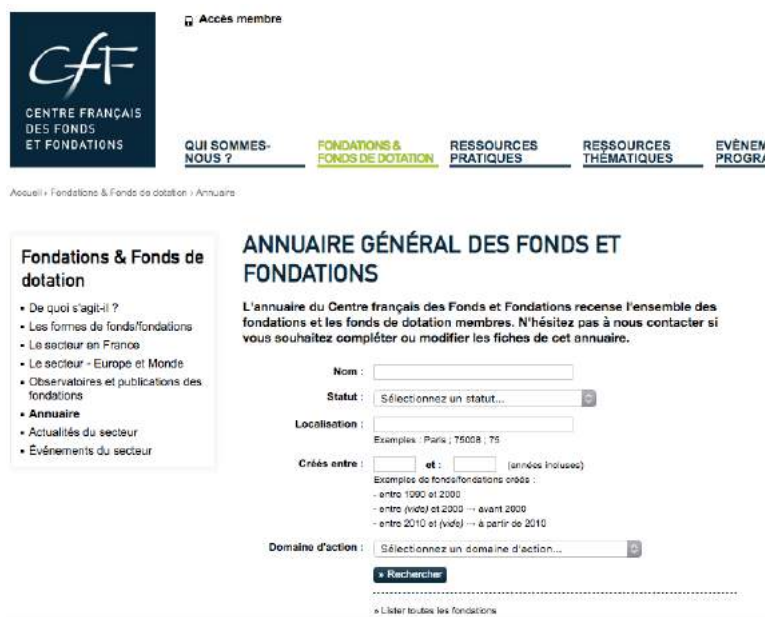 Accès membre
CfF
CENTRE FRANÇAIS
DES FONDS
ET FONDATIONS
QUI SOMMES-
NOUS ?
FONDATIONS &
FONDS DE DOTATION
RESSOURCES
PRATIQUES
RESSOURCES
THÉMATIQUES
EVÈNEM
PROGRA
Accueil › Fondations & Fonds de dotation › Annuaire
Fondations & Fonds de
dotation
▪ De quoi s'agit-il ?
▪ Les formes de fonds/fondations
▪ Le secteur en France
▪ Le secteur - Europe et Monde
▪ Observatoires et publications des
fondations
▪ Annuaire
▪ Actualités du secteur
▪ Événements du secteur
ANNUAIRE GÉNÉRAL DES FONDS ET
FONDATIONS
L'annuaire du Centre français des Fonds et Fondations recense l'ensemble des
fondations et les fonds de dotation membres. N'hésitez pas à nous contacter si
vous souhaitez compléter ou modifier les fiches de cet annuaire.
Nom :
Statut : Sélectionnez un statut...
Localisation :
Examples : Paris ; 75008 ; 75
Créés entre : et : (années incluses)
Examples de fonds/fondations créés :
- entre 1990 et 2000
- entre (vide) et 2000 → avant 2000
- entre 2010 et (vide) → à partir de 2010
Domaine d'action : Sélectionnez un domaine d'action...
» Rechercher
» Lister toutes les fondations